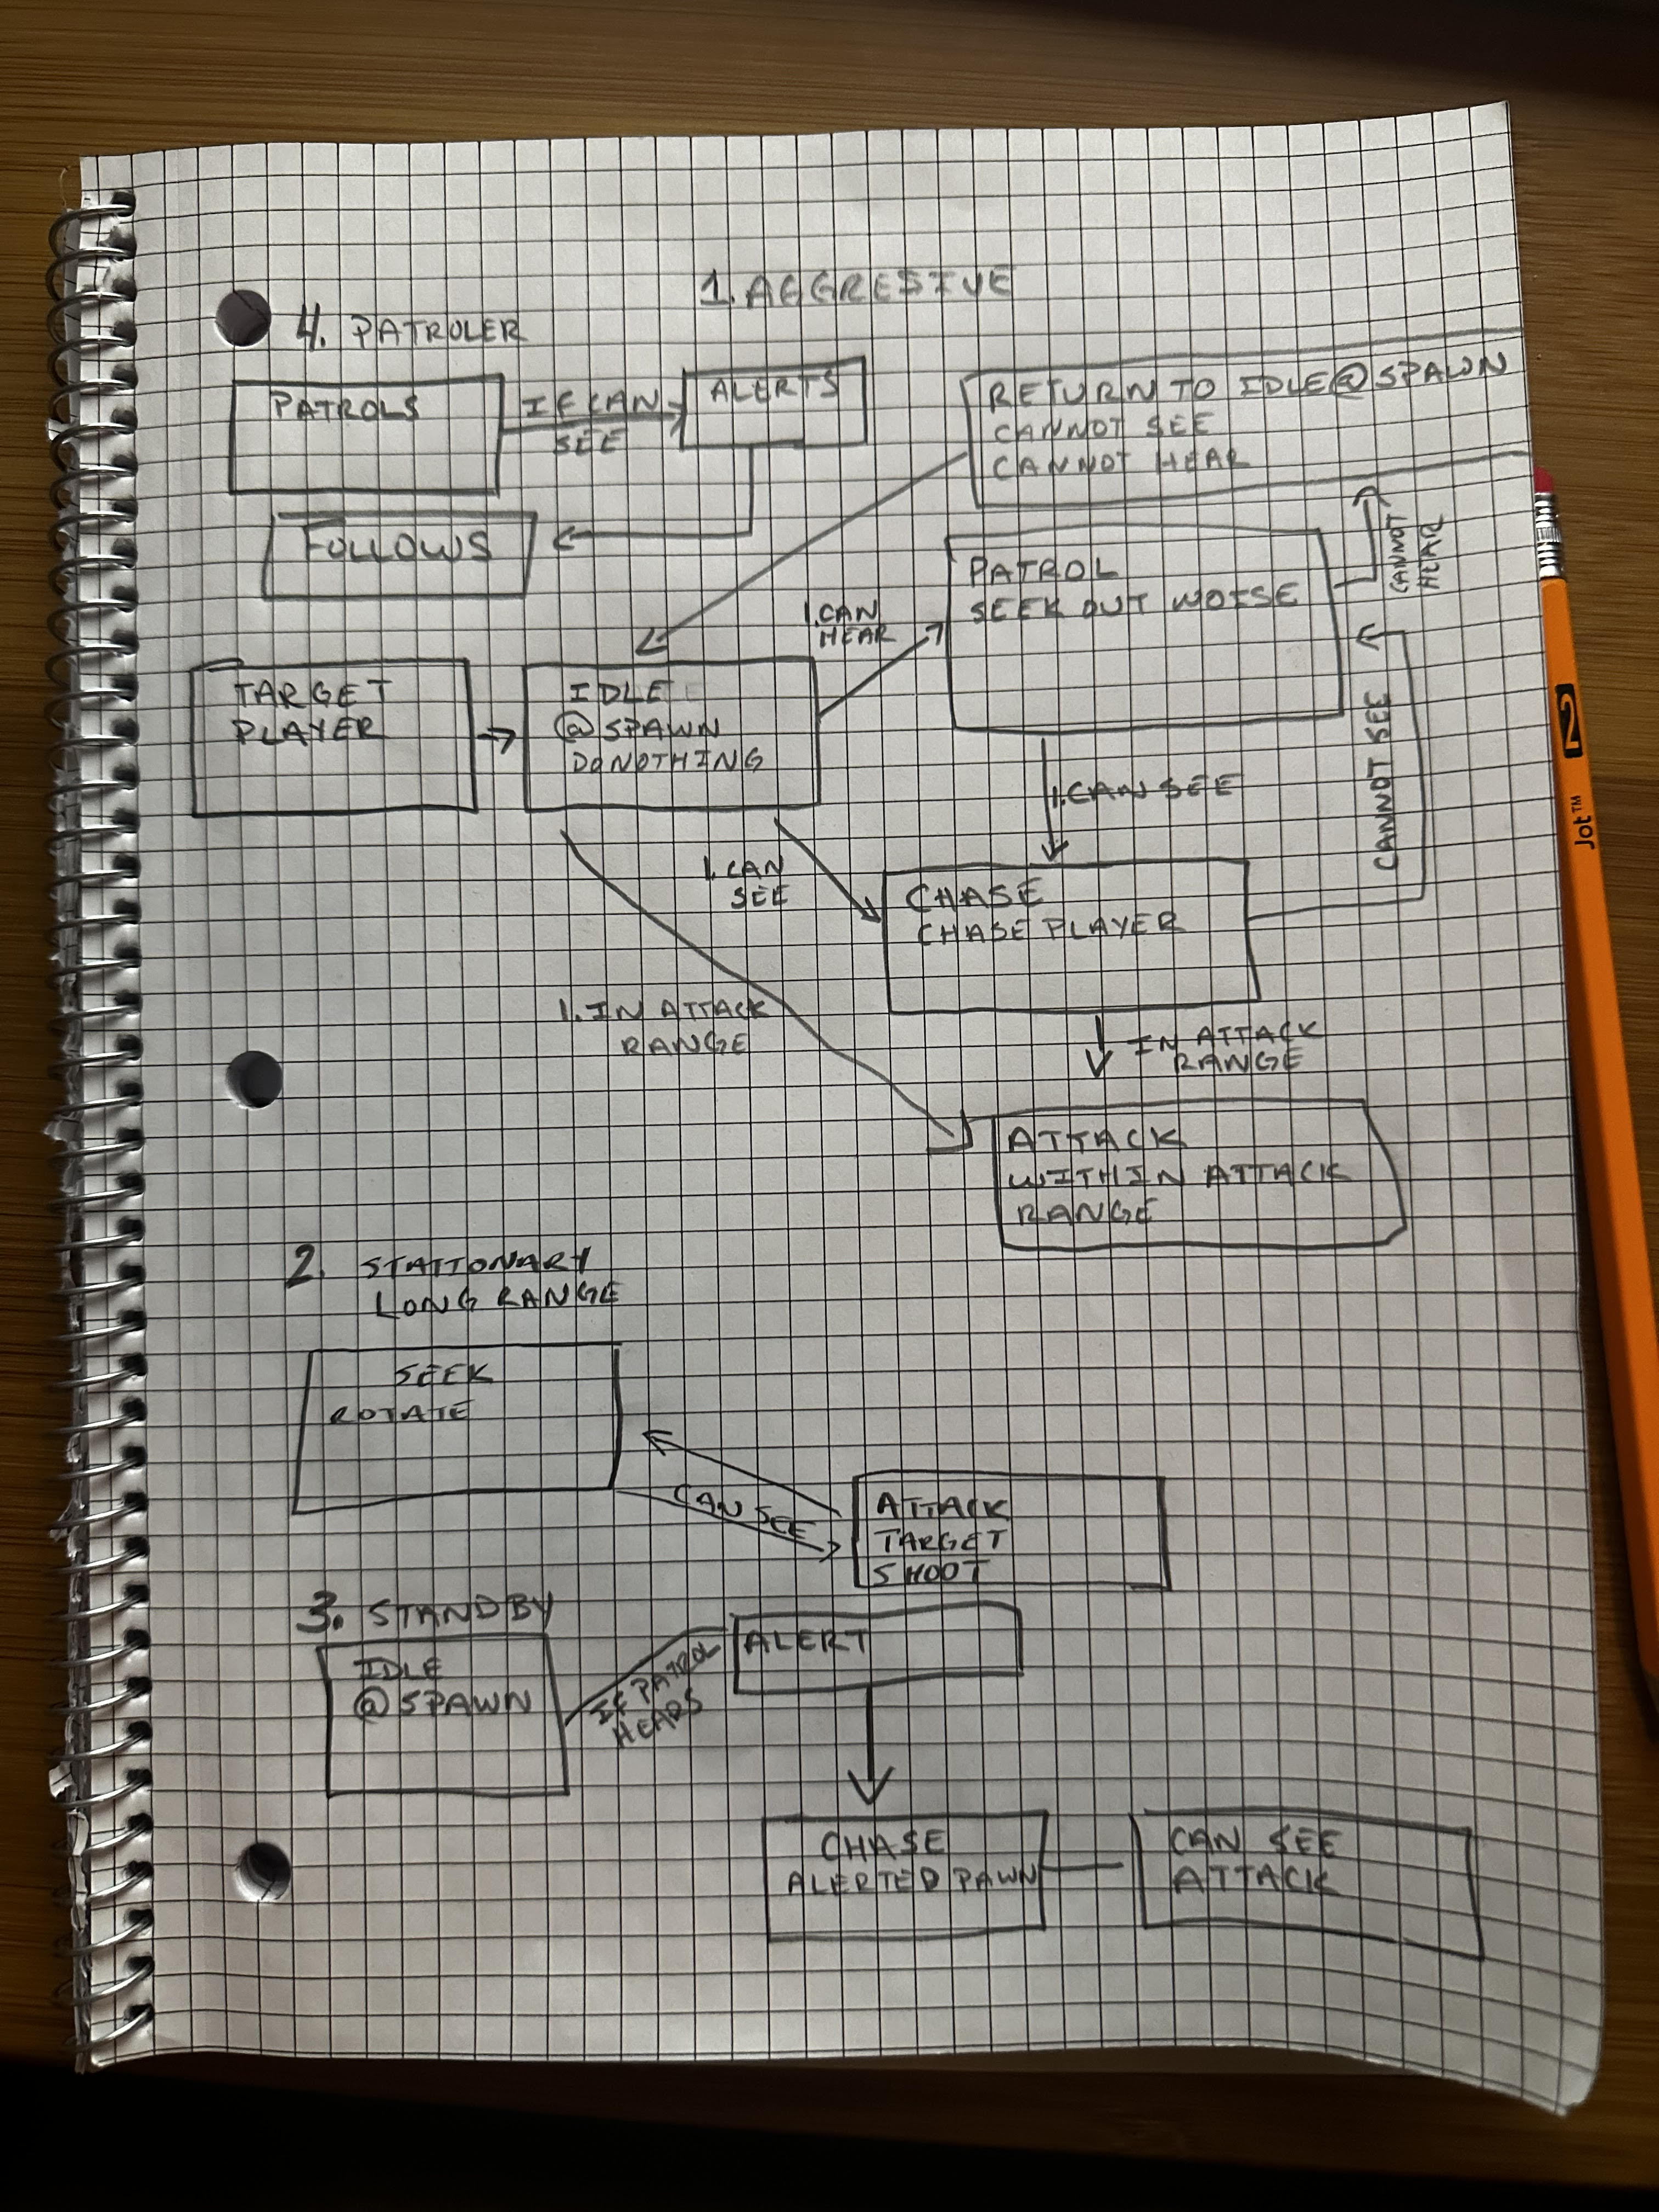 1. AGGRESIVE
4. PATROLER
PATROLS
IF CAN
SEE
ALERTS
FOLLOWS
RETURN TO IDLE@SPAWN
CANNOT SEE
CANNOT HEAR
PATROL
SEEK OUT NOISE
CANNOT
HEAR
1.CAN
HEAR
TARGET
PLAYER
IDLE
@SPAWN
DO NOTHING
1.CAN SEE
CANNOT SEE
1.CAN
SEE
CHASE
CHASE PLAYER
1. IN ATTACK
RANGE
IN ATTACK
RANGE
ATTACK
WITHIN ATTACK
RANGE
2. STATIONARY
LONG RANGE
SEEK
ROTATE
CAN SEE
ATTACK
TARGET
SHOOT
3. STANDBY
IDLE
@SPAWN
IF PATROL
HEADS
ALERT
CHASE
ALERTED PAWN
CAN SEE
ATTACK
2
Jot™